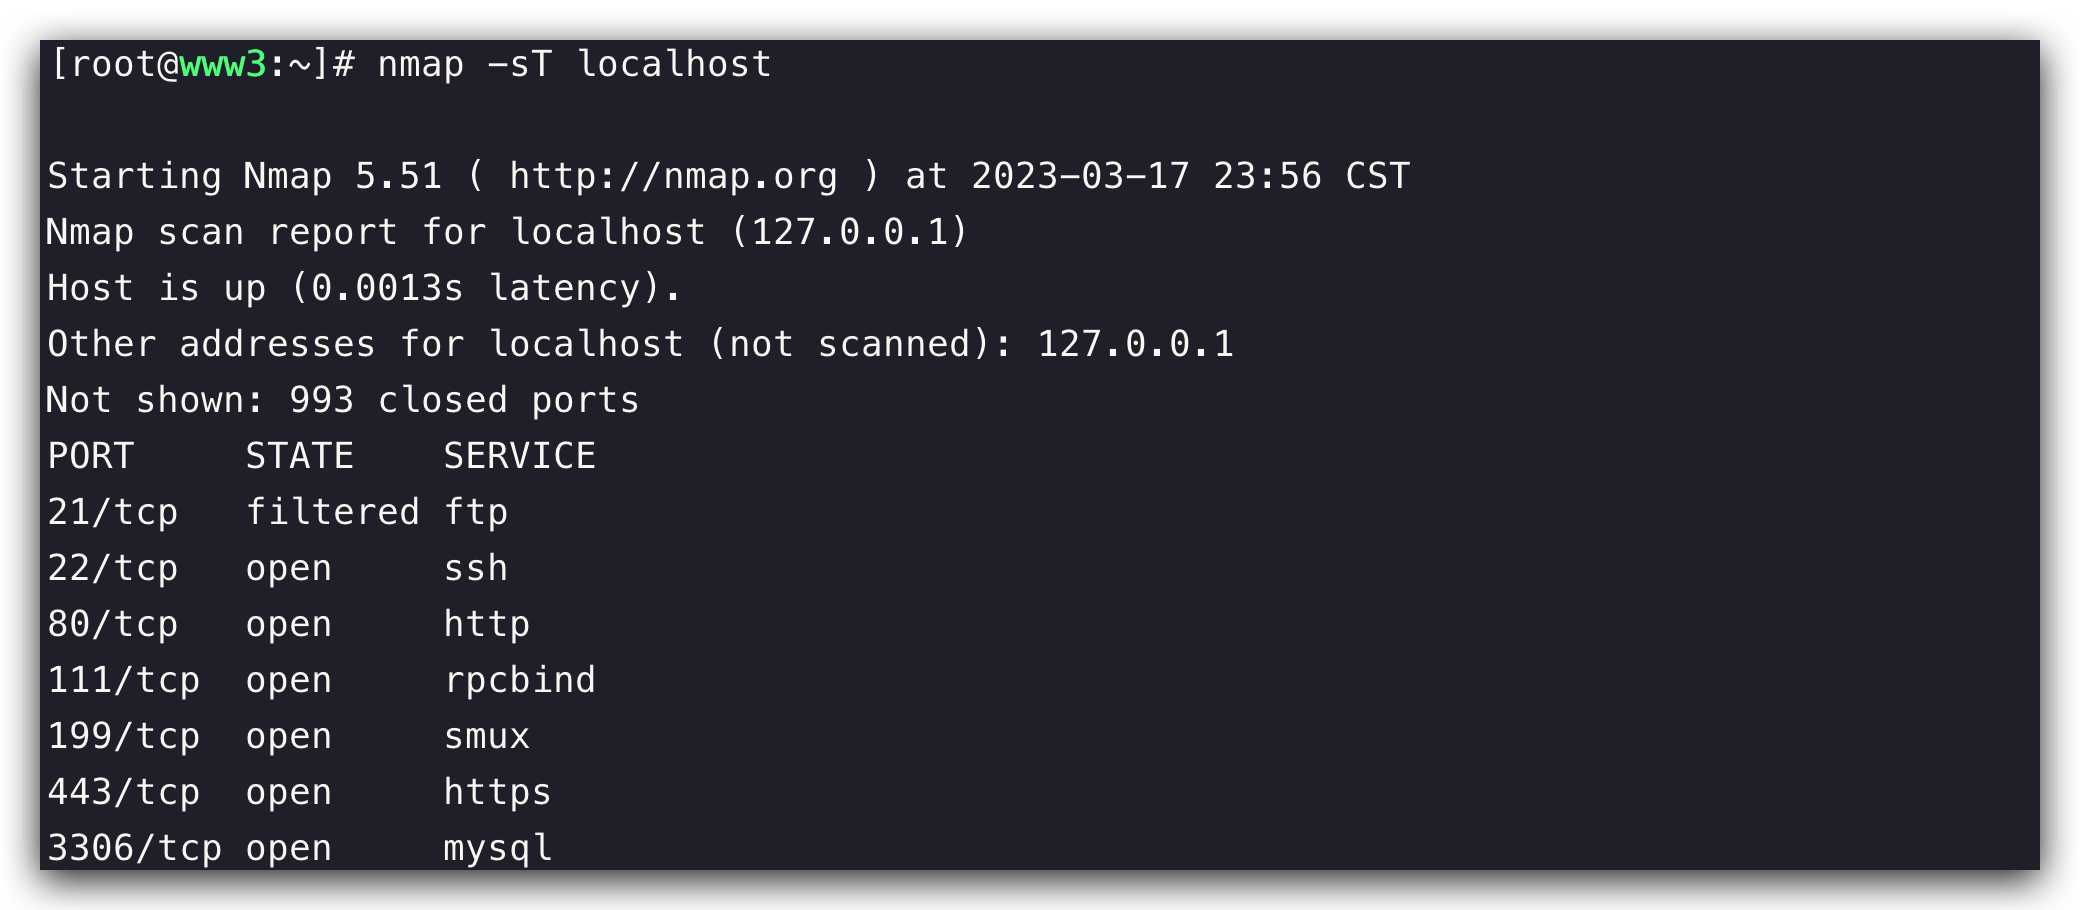 [root@www3:~]# nmap -sT localhost
Starting Nmap 5.51 ( http://nmap.org ) at 2023-03-17 23:56 CST
Nmap scan report for localhost (127.0.0.1)
Host is up (0.0013s latency).
Other addresses for localhost (not scanned): 127.0.0.1
Not shown: 993 closed ports
PORT     STATE    SERVICE
21/tcp   filtered ftp
22/tcp   open     ssh
80/tcp   open     http
111/tcp  open     rpcbind
199/tcp  open     smux
443/tcp  open     https
3306/tcp open     mysql